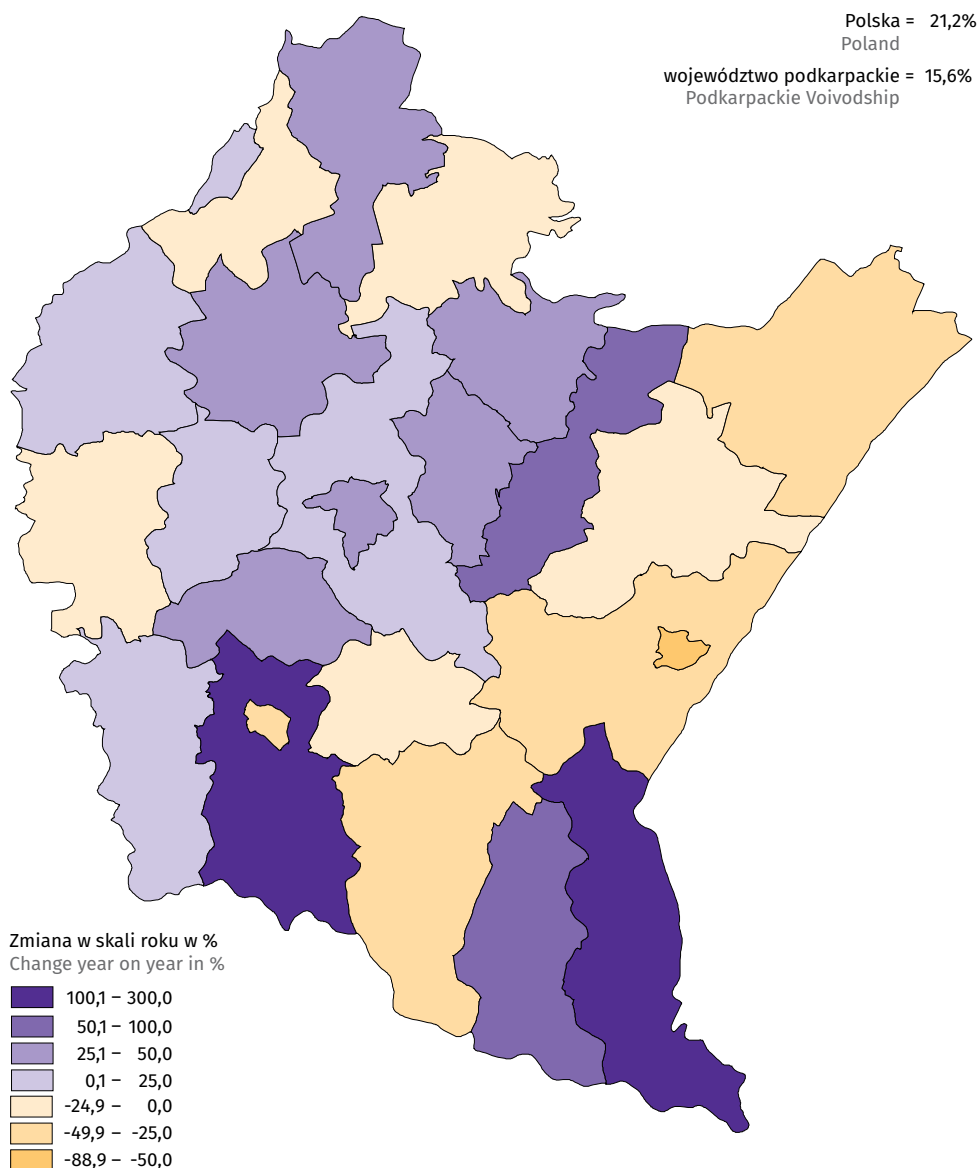 Polska = 21,2%
Poland
województwo podkarpackie = 15,6%
Podkarpackie Voivodship
Zmiana w skali roku w %
Change year on year in %
100,1 – 300,0
50,1 – 100,0
25,1 – 50,0
0,1 – 25,0
-24,9 – 0,0
-49,9 – -25,0
-88,9 – -50,0